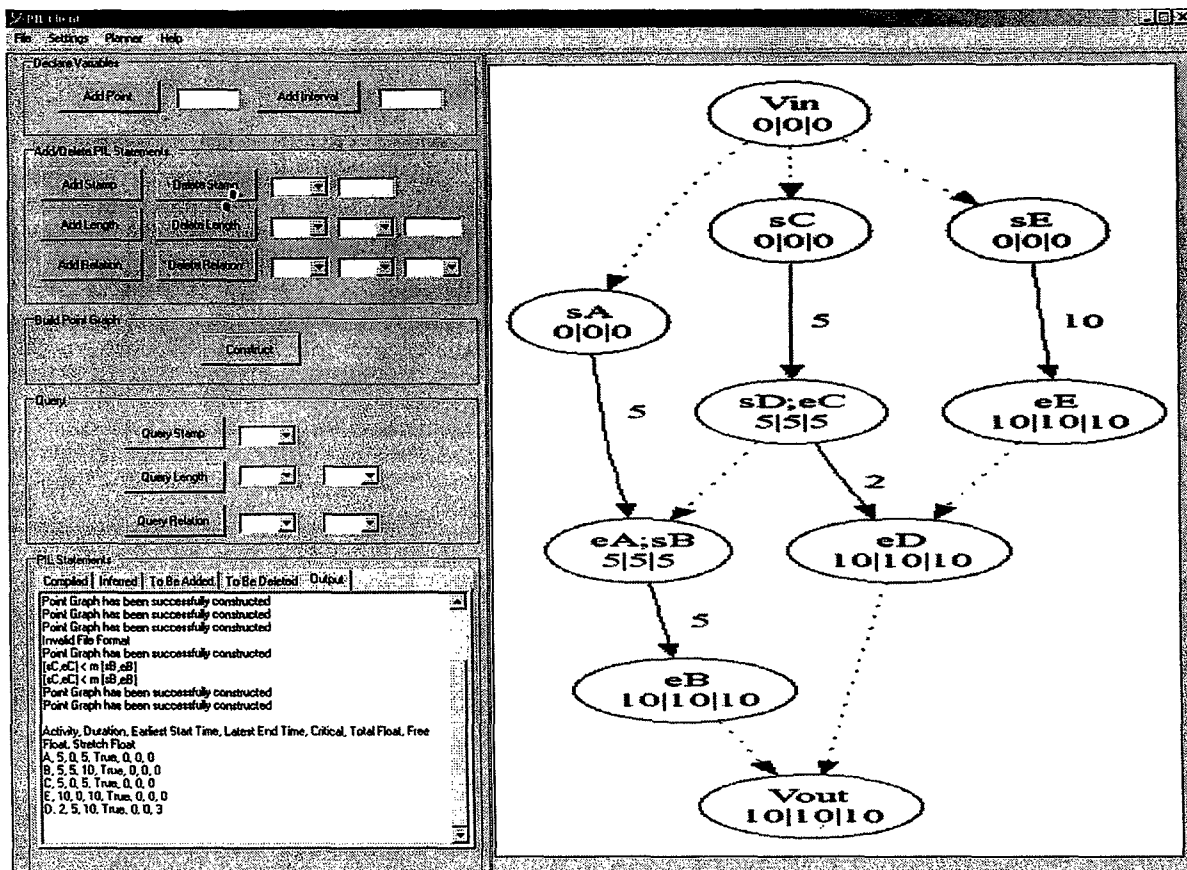 PIL Client
File Settings Planner Help
Declare Variables
Add Point Add Interval
Add/Delete PIL Statements
Add Stamp Delete Stamp
Add Length Delete Length
Add Relation Delete Relation
Build Point Graph
Construct
Query
Query Stamp
Query Length
Query Relation
PIL Statements
Compiled Inferred To Be Added To Be Deleted Output
Point Graph has been successfully constructed
Point Graph has been successfully constructed
Point Graph has been successfully constructed
Invalid File Format
Point Graph has been successfully constructed
[sC,eC] < m [sB,eB]
[sC,eC] < m [sB,eB]
Point Graph has been successfully constructed
Point Graph has been successfully constructed
Activity, Duration, Earliest Start Time, Latest End Time, Critical, Total Float, Free
Float, Stretch Float
A, 5, 0, 5, True, 0, 0, 0
B, 5, 5, 10, True, 0, 0, 0
C, 5, 0, 5, True, 0, 0, 0
E, 10, 0, 10, True, 0, 0, 0
D, 2, 5, 10, True, 0, 0, 3
Vin
0|0|0
sC
0|0|0
sE
0|0|0
sA
0|0|0
5
10
sD;eC
5|5|5
eE
10|10|10
5
2
eA;sB
5|5|5
eD
10|10|10
5
eB
10|10|10
Vout
10|10|10